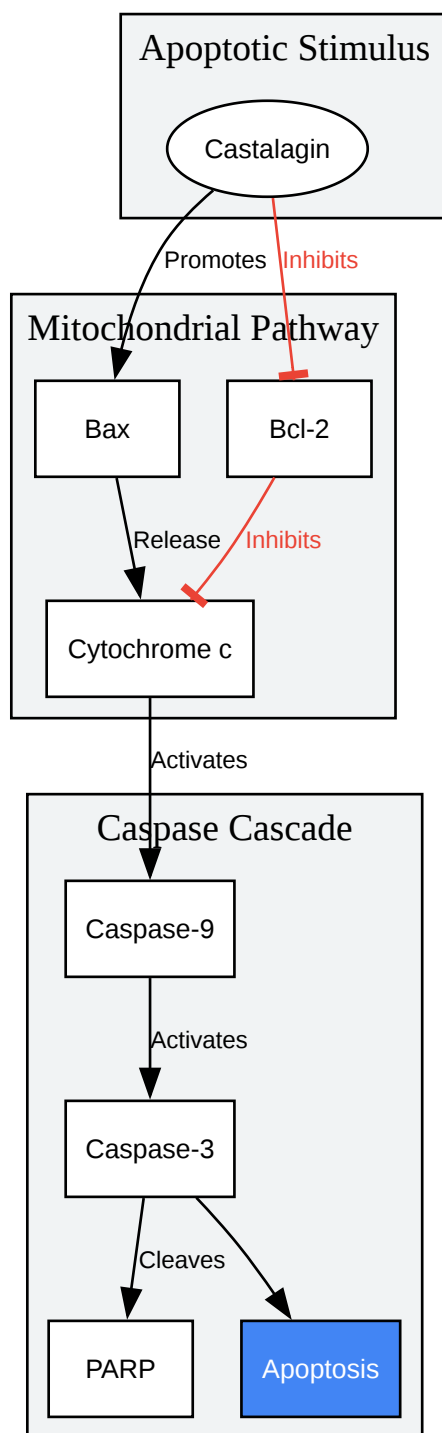 Apoptotic Stimulus
Castalagin
Promotes
Inhibits
Mitochondrial Pathway
Bax
Bcl-2
Release
Inhibits
Cytochrome c
Activates
Caspase Cascade
Caspase-9
Activates
Caspase-3
Cleaves
PARP
Apoptosis